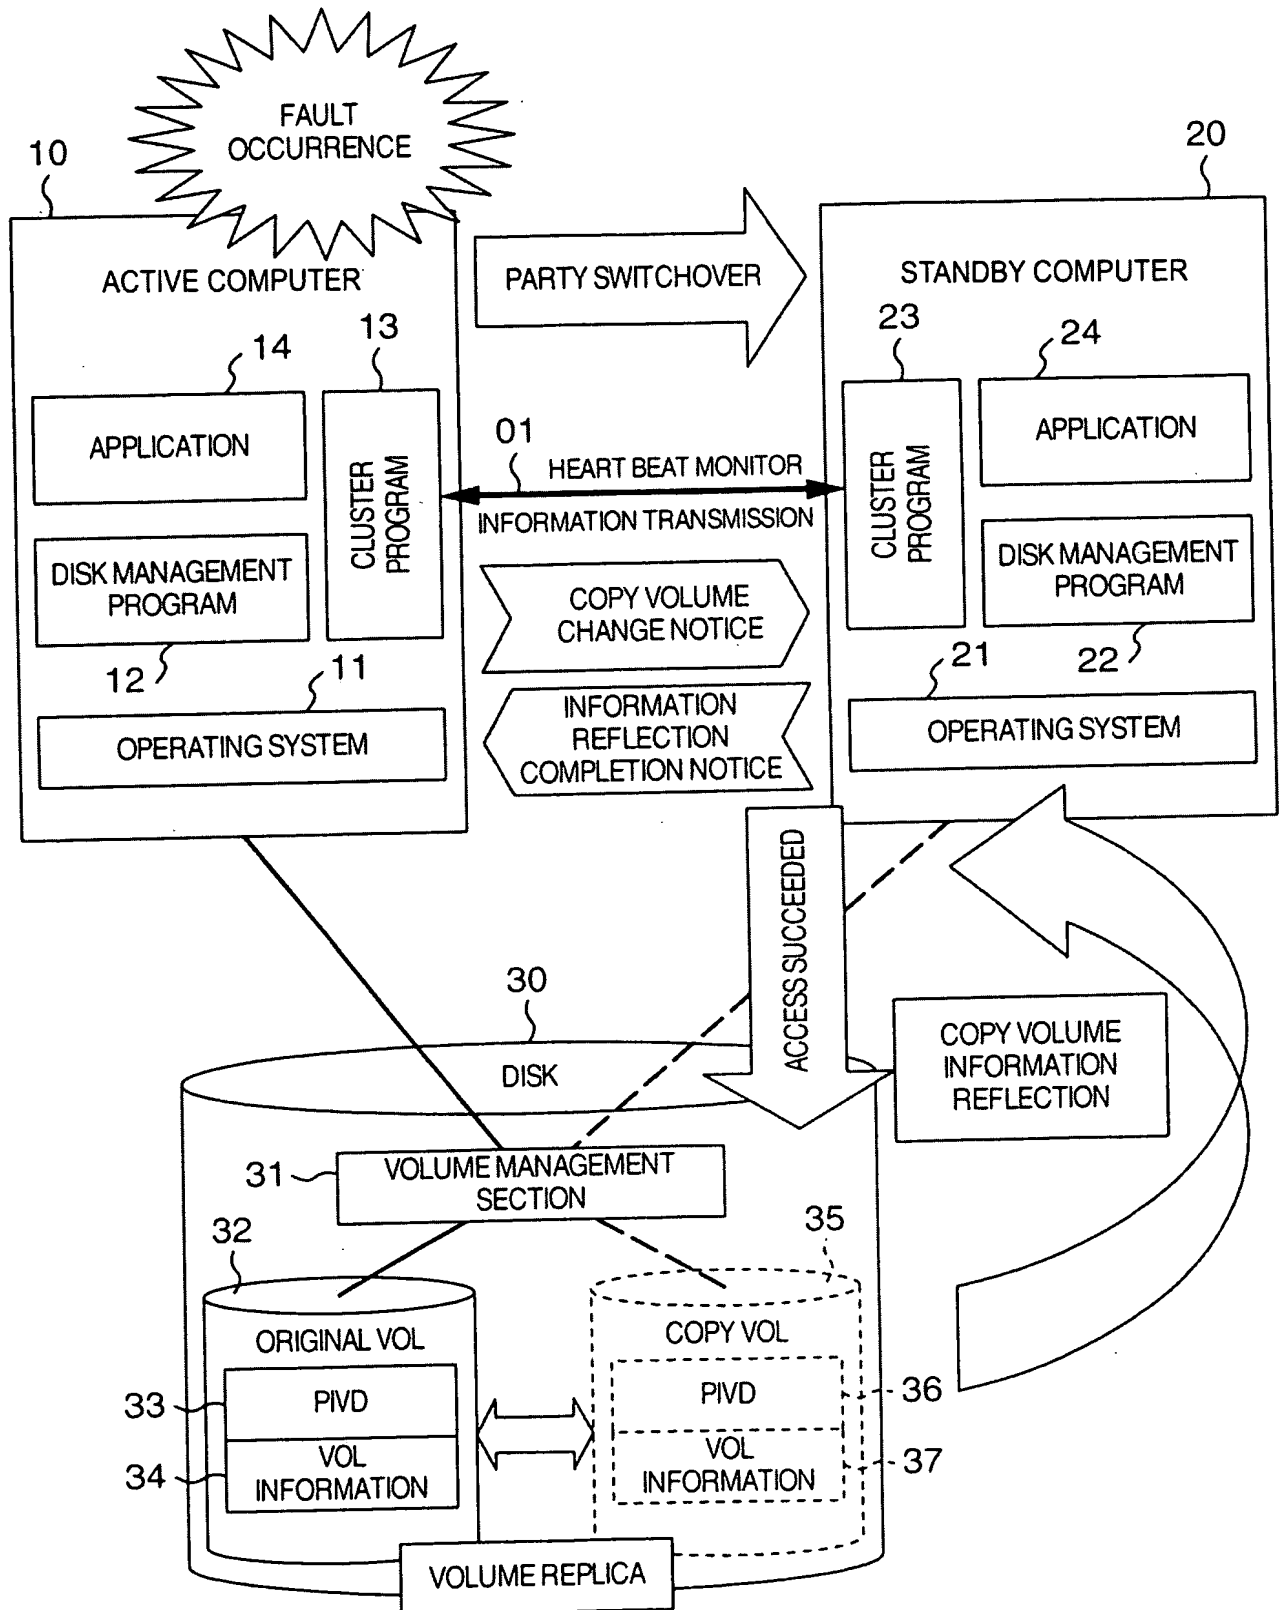 FAULT
OCCURRENCE
10
20
ACTIVE COMPUTER
PARTY SWITCHOVER
STANDBY COMPUTER
14
13
23
24
APPLICATION
CLUSTER
PROGRAM
01
HEART BEAT MONITOR
INFORMATION TRANSMISSION
CLUSTER
PROGRAM
APPLICATION
DISK MANAGEMENT
PROGRAM
COPY VOLUME
CHANGE NOTICE
DISK MANAGEMENT
PROGRAM
12
11
21
22
OPERATING SYSTEM
INFORMATION
REFLECTION
COMPLETION NOTICE
OPERATING SYSTEM
ACCESS SUCCEEDED
30
DISK
COPY VOLUME
INFORMATION
REFLECTION
31
VOLUME MANAGEMENT
SECTION
32
35
ORIGINAL VOL
COPY VOL
33
PIVD
PIVD
36
34
VOL
INFORMATION
VOL
INFORMATION
37
VOLUME REPLICA